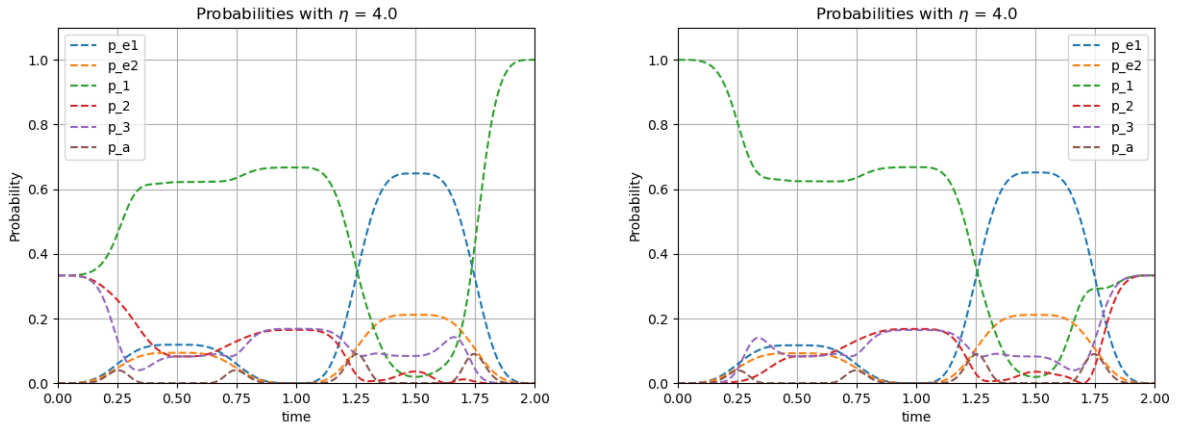 Probabilities with η = 4.0
p_e1
p_e2
p_1
p_2
p_3
p_a
Probability
1.0
0.8
0.6
0.4
0.2
0.0
0.00 0.25 0.50 0.75 1.00 1.25 1.50 1.75 2.00
time
Probabilities with η = 4.0
p_e1
p_e2
p_1
p_2
p_3
p_a
Probability
1.0
0.8
0.6
0.4
0.2
0.0
0.00 0.25 0.50 0.75 1.00 1.25 1.50 1.75 2.00
time